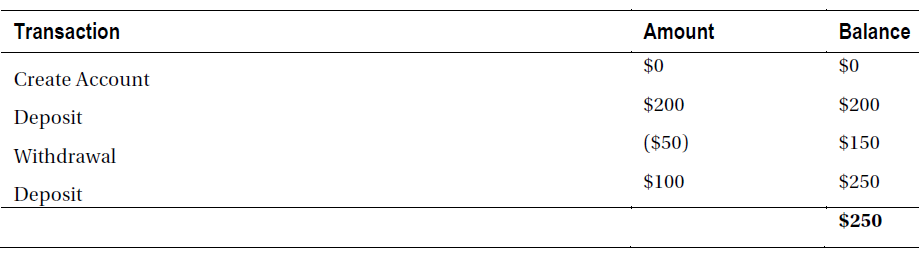 Transaction Amount Balance
Create Account $0 $0
Deposit $200 $200
Withdrawal ($50) $150
Deposit $100 $250
$250